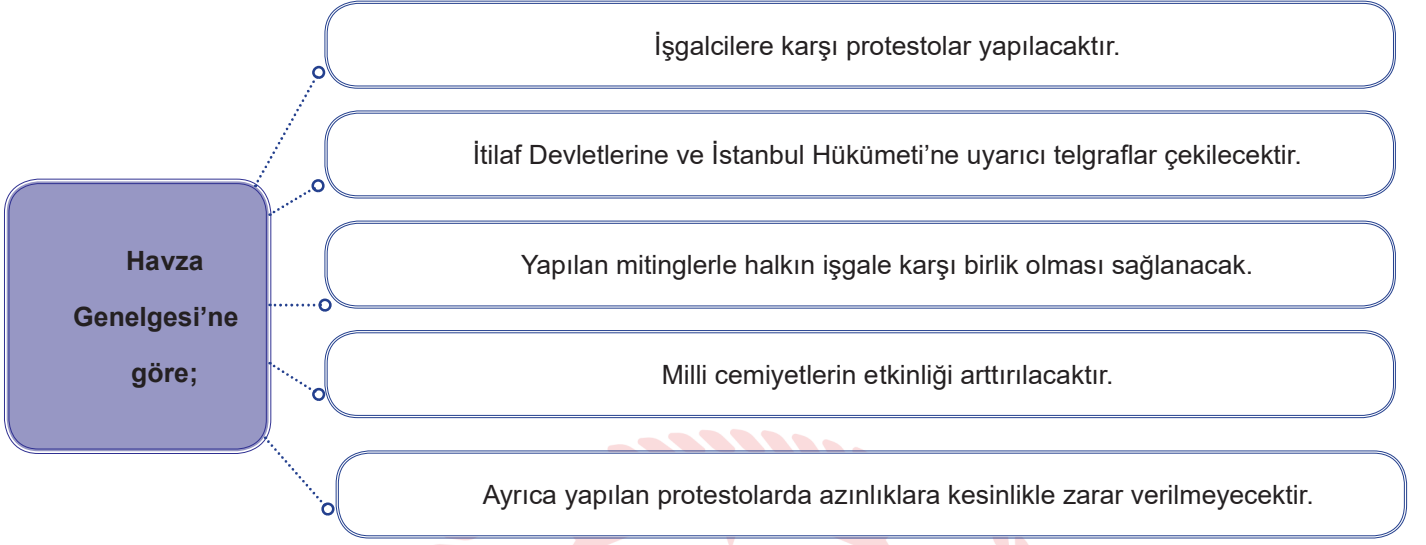 Havza
Genelgesi’ne
göre;
İşgalcilere karşı protestolar yapılacaktır.
İtilaf Devletlerine ve İstanbul Hükümeti’ne uyarıcı telgraflar çekilecektir.
Yapılan mitinglerle halkın işgale karşı birlik olması sağlanacak.
Milli cemiyetlerin etkinliği arttırılacaktır.
Ayrıca yapılan protestolarda azınlıklara kesinlikle zarar verilmeyecektir.